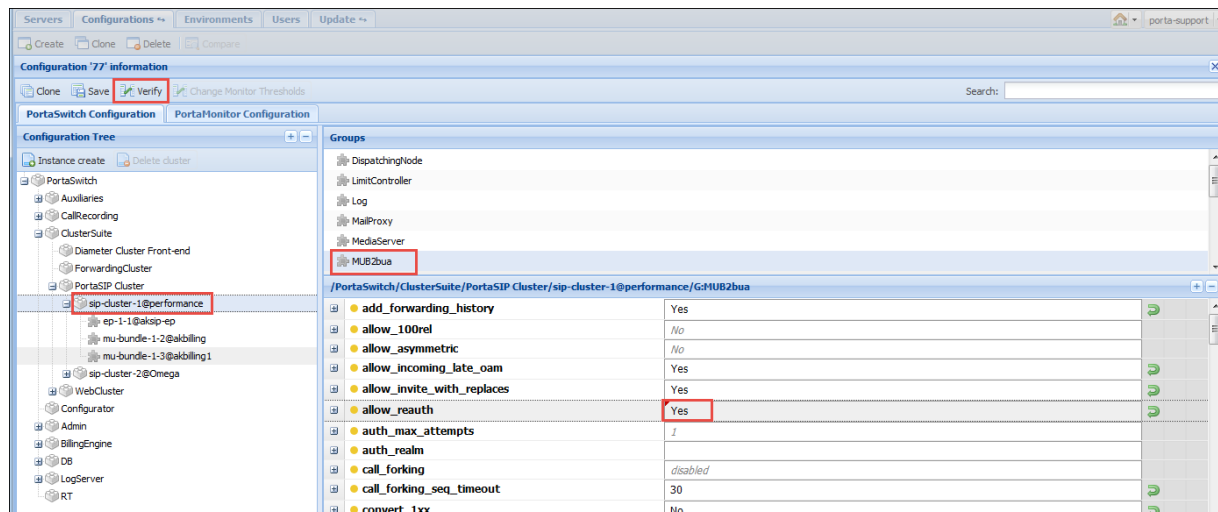 Servers Configurations Environments Users Update porta-support
Create Clone Delete Compare
Configuration '77' information
Clone Save Verify Change Monitor Thresholds Search:
PortaSwitch Configuration PortaMonitor Configuration
Configuration Tree
Instance create Delete cluster
PortaSwitch
Auxiliaries
CallRecording
ClusterSuite
Diameter Cluster Front-end
ForwardingCluster
PortaSIP Cluster
sip-cluster-1@performance
ep-1-1@aksip-ep
mu-bundle-1-2@akbilling
mu-bundle-1-3@akbilling1
sip-cluster-2@Omega
WebCluster
Configurator
Admin
BillingEngine
DB
LogServer
RT
Groups
DispatchingNode
LimitController
Log
MailProxy
MediaServer
MUB2bua
/PortaSwitch/ClusterSuite/PortaSIP Cluster/sip-cluster-1@performance/G:MUB2bua
add_forwarding_history Yes
allow_100rel No
allow_asymmetric No
allow_incoming_late_oam Yes
allow_invite_with_replaces Yes
allow_reauth Yes
auth_max_attempts 1
auth_realm
call_forking disabled
call_forking_seq_timeout 30
convert_1xx No